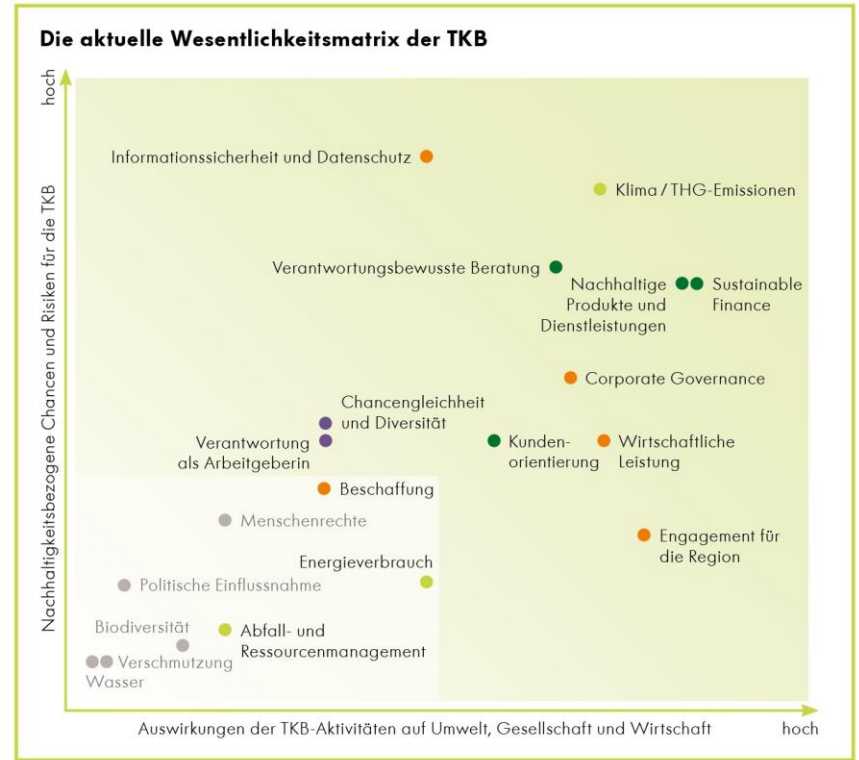 Die aktuelle Wesentlichkeitsmatrix der TKB
hoch
Nachhaltigkeitsbezogene Chancen und Risiken für die TKB
Informationssicherheit und Datenschutz
Klima / THG-Emissionen
Verantwortungsbewusste Beratung
Nachhaltige
Produkte und
Dienstleistungen
Sustainable
Finance
Corporate Governance
Chancengleichheit
und Diversität
Verantwortung
als Arbeitgeberin
Kunden-
orientierung
Wirtschaftliche
Leistung
Beschaffung
Menschenrechte
Engagement für
die Region
Energieverbrauch
Politische Einflussnahme
Biodiversität
Abfall- und
Ressourcenmanagement
Verschmutzung
Wasser
Auswirkungen der TKB-Aktivitäten auf Umwelt, Gesellschaft und Wirtschaft
hoch